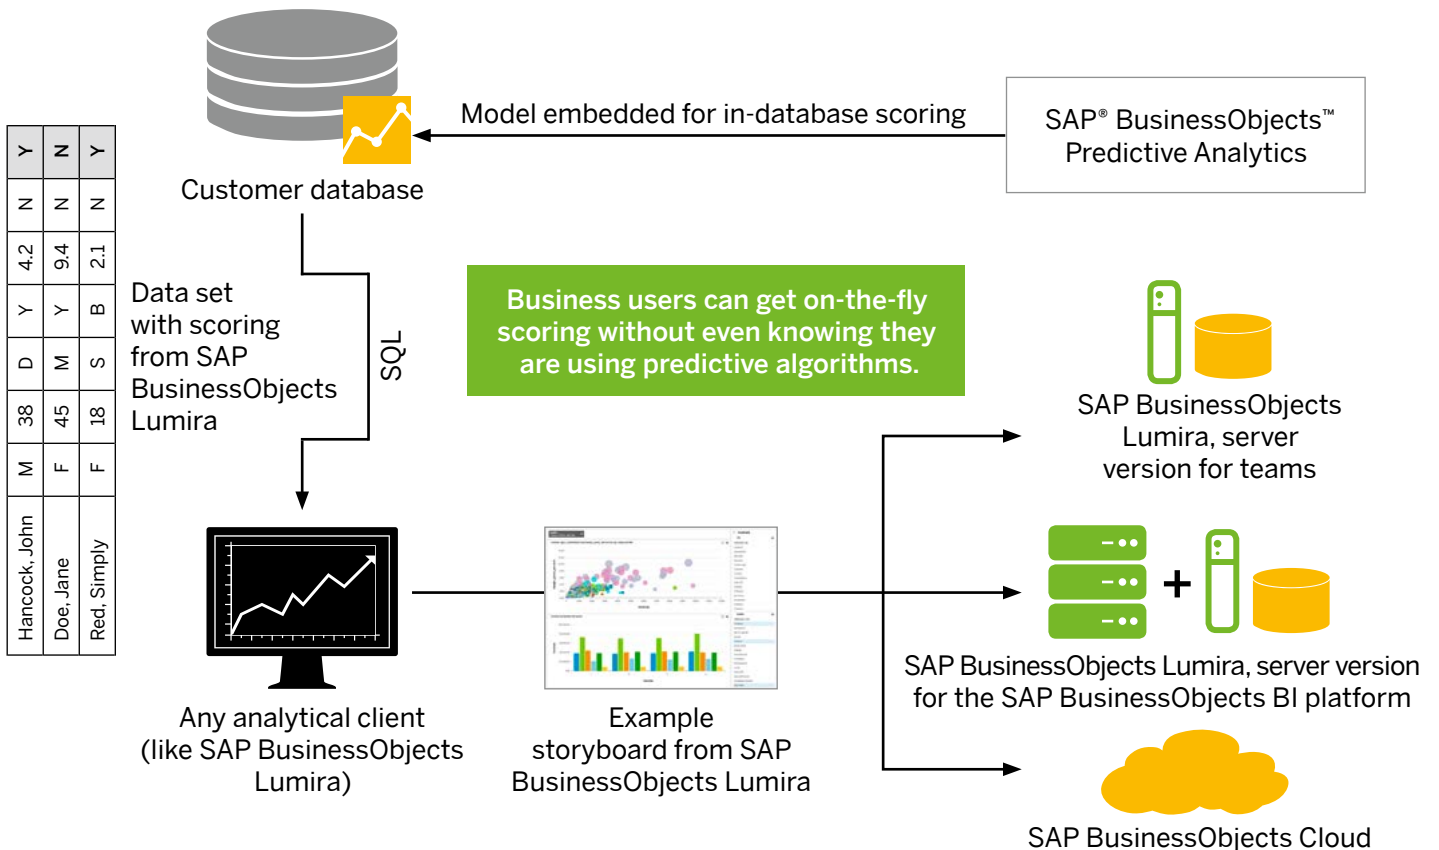 Model embedded for in-database scoring
SAP® BusinessObjects™
Predictive Analytics
Customer database
Hancock, John M 38 D Y 4.2 N Y
Doe, Jane F 45 M Y 9.4 N N
Red, Simply F 18 S B 2.1 N Y
Data set
with scoring
from SAP
BusinessObjects
Lumira
SQL
Business users can get on-the-fly
scoring without even knowing they
are using predictive algorithms.
SAP BusinessObjects
Lumira, server
version for teams
SAP BusinessObjects Lumira, server version
for the SAP BusinessObjects BI platform
Any analytical client
(like SAP BusinessObjects
Lumira)
Example
storyboard from SAP
BusinessObjects Lumira
SAP BusinessObjects Cloud